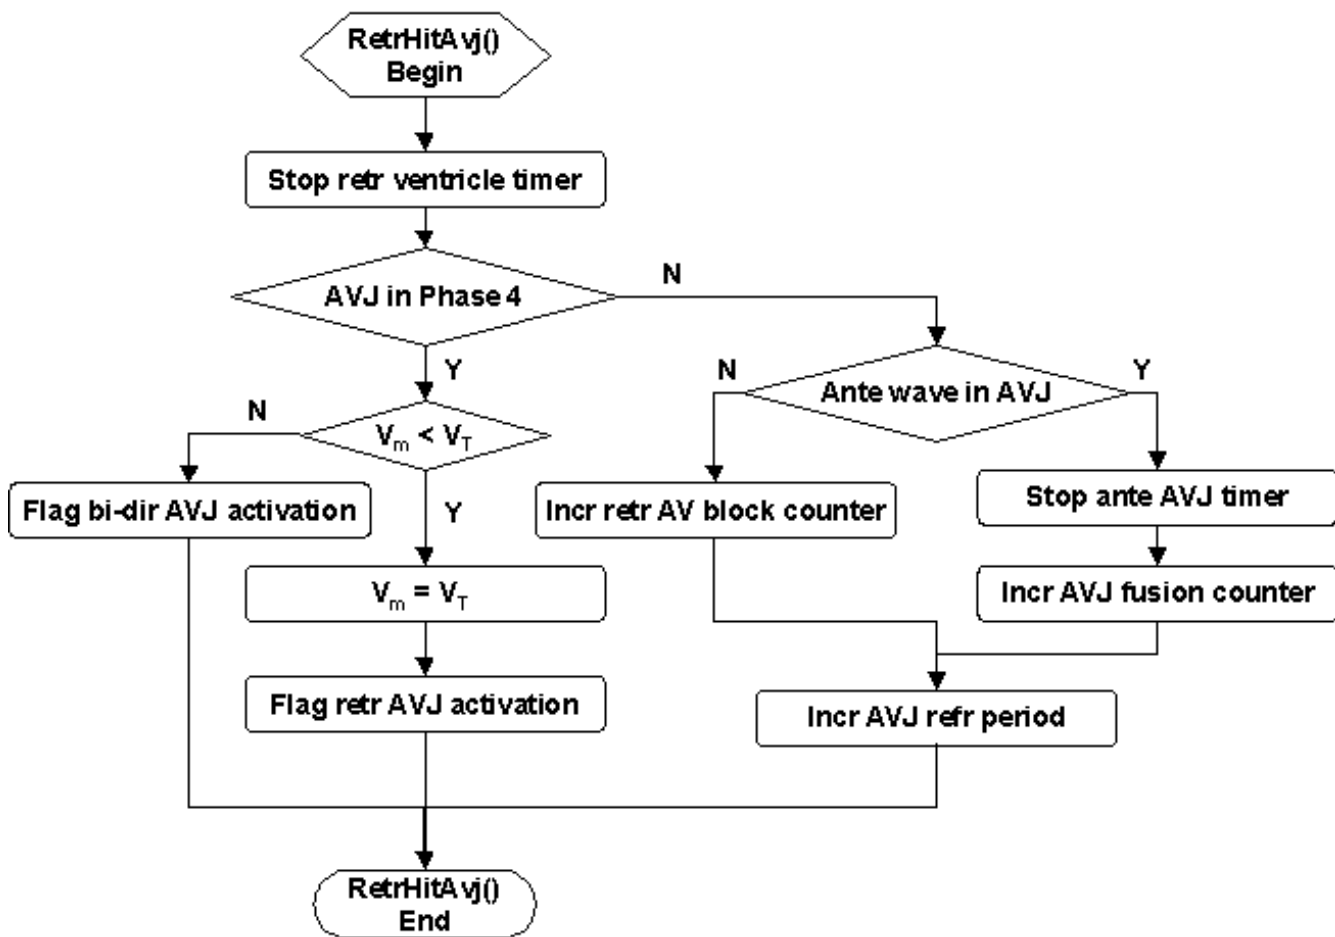 RetrHitAvj()
Begin
Stop retr ventricle timer
AVJ in Phase 4
N
Y
N
Ante wave in AVJ
Y
N
Vm < VT
Y
Flag bi-dir AVJ activation
Incr retr AV block counter
Stop ante AVJ timer
Vm = VT
Incr AVJ fusion counter
Flag retr AVJ activation
Incr AVJ refr period
RetrHitAvj()
End